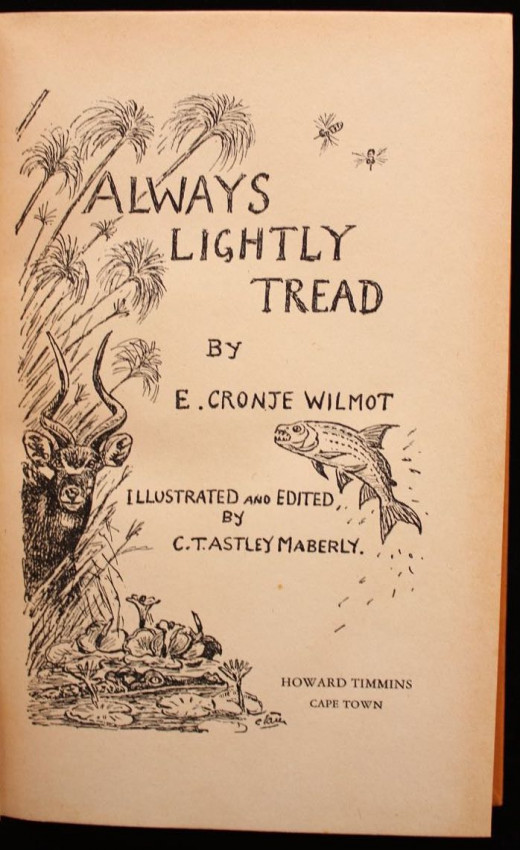 ALWAYS
LIGHTLY
TREAD
BY
E. CRONJE WILMOT
ILLUSTRATED AND EDITED,
BY
C.T. ASTLEY MABERLY.
HOWARD TIMMINS
CAPE TOWN